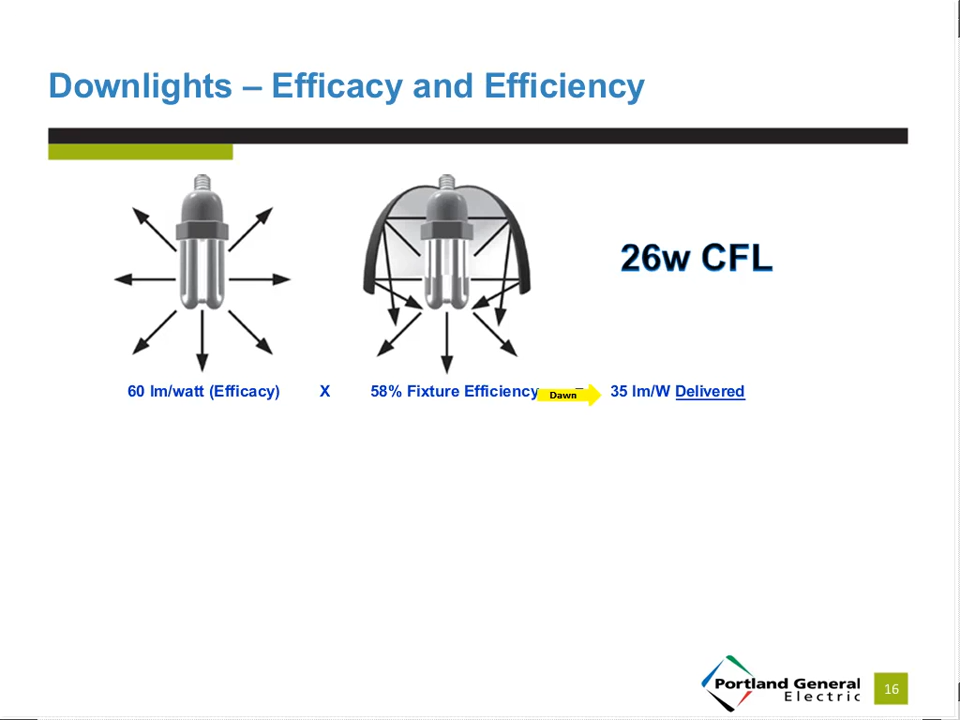 Downlights – Efficacy and Efficiency
26w CFL
60 lm/watt (Efficacy) X 58% Fixture Efficiency = 35 lm/W Delivered
Dawn
Portland General
Electric
16